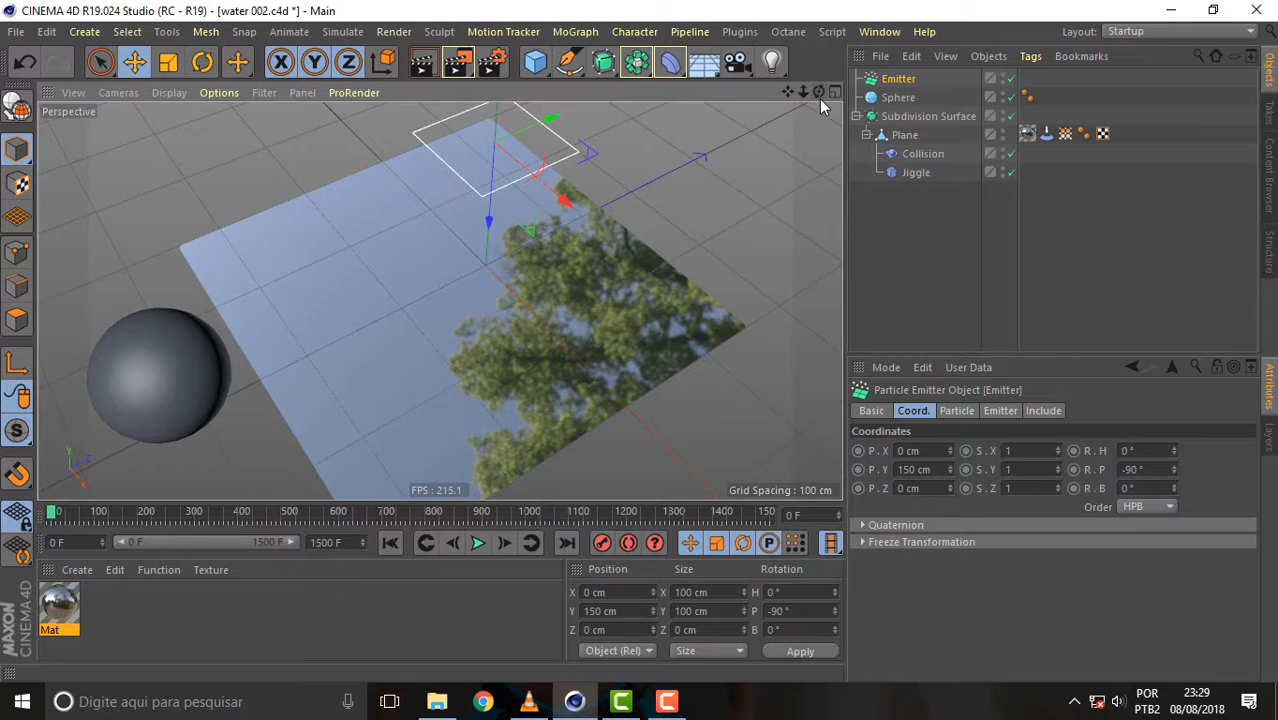 CINEMA 4D R19.024 Studio (RC - R19) - [water 002.c4d *] - Main
File Edit Create Select Tools Mesh Snap Animate Simulate Render Sculpt Motion Tracker MoGraph Character Pipeline Plugins Octane Script Window Help Layout: Startup
X Y Z
File Edit View Objects Tags Bookmarks
View Cameras Display Options Filter Panel ProRender
Perspective
Emitter
Sphere
Subdivision Surface
Plane
Collision
Jiggle
Objects
Structure
Mode Edit User Data
Particle Emitter Object [Emitter]
Basic Coord. Particle Emitter Include
Coordinates
P . X 0 cm S . X 1 R . H 0 °
P . Y 150 cm S . Y 1 R . P -90 °
P . Z 0 cm S . Z 1 R . B 0 °
Order HPB
Quaternion
Freeze Transformation
Attributes
Layers
FPS : 215.1 Grid Spacing : 100 cm
Y
Z
X
0 100 200 300 400 500 600 700 800 900 1000 1100 1200 1300 1400 150 0 F
0 F 0 F 1500 F 1500 F
Create Edit Function Texture
Mat
Position Size Rotation
X 0 cm X 100 cm H 0 °
Y 150 cm Y 100 cm P -90 °
Z 0 cm Z 0 cm B 0 °
Object (Rel) Size Apply
MAXON
CINEMA 4D
Digite aqui para pesquisar
POR
PTB2
23:29
08/08/2018